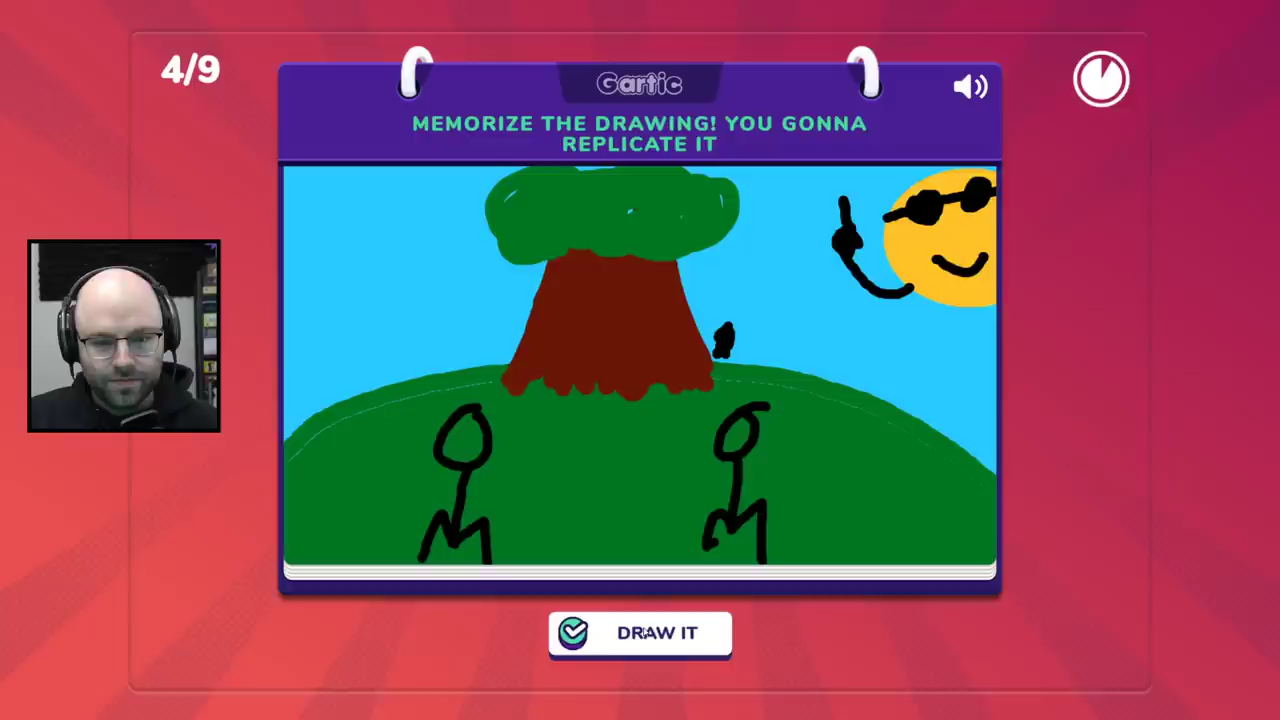 4/9
Gartic
MEMORIZE THE DRAWING! YOU GONNA
REPLICATE IT
DRAW IT